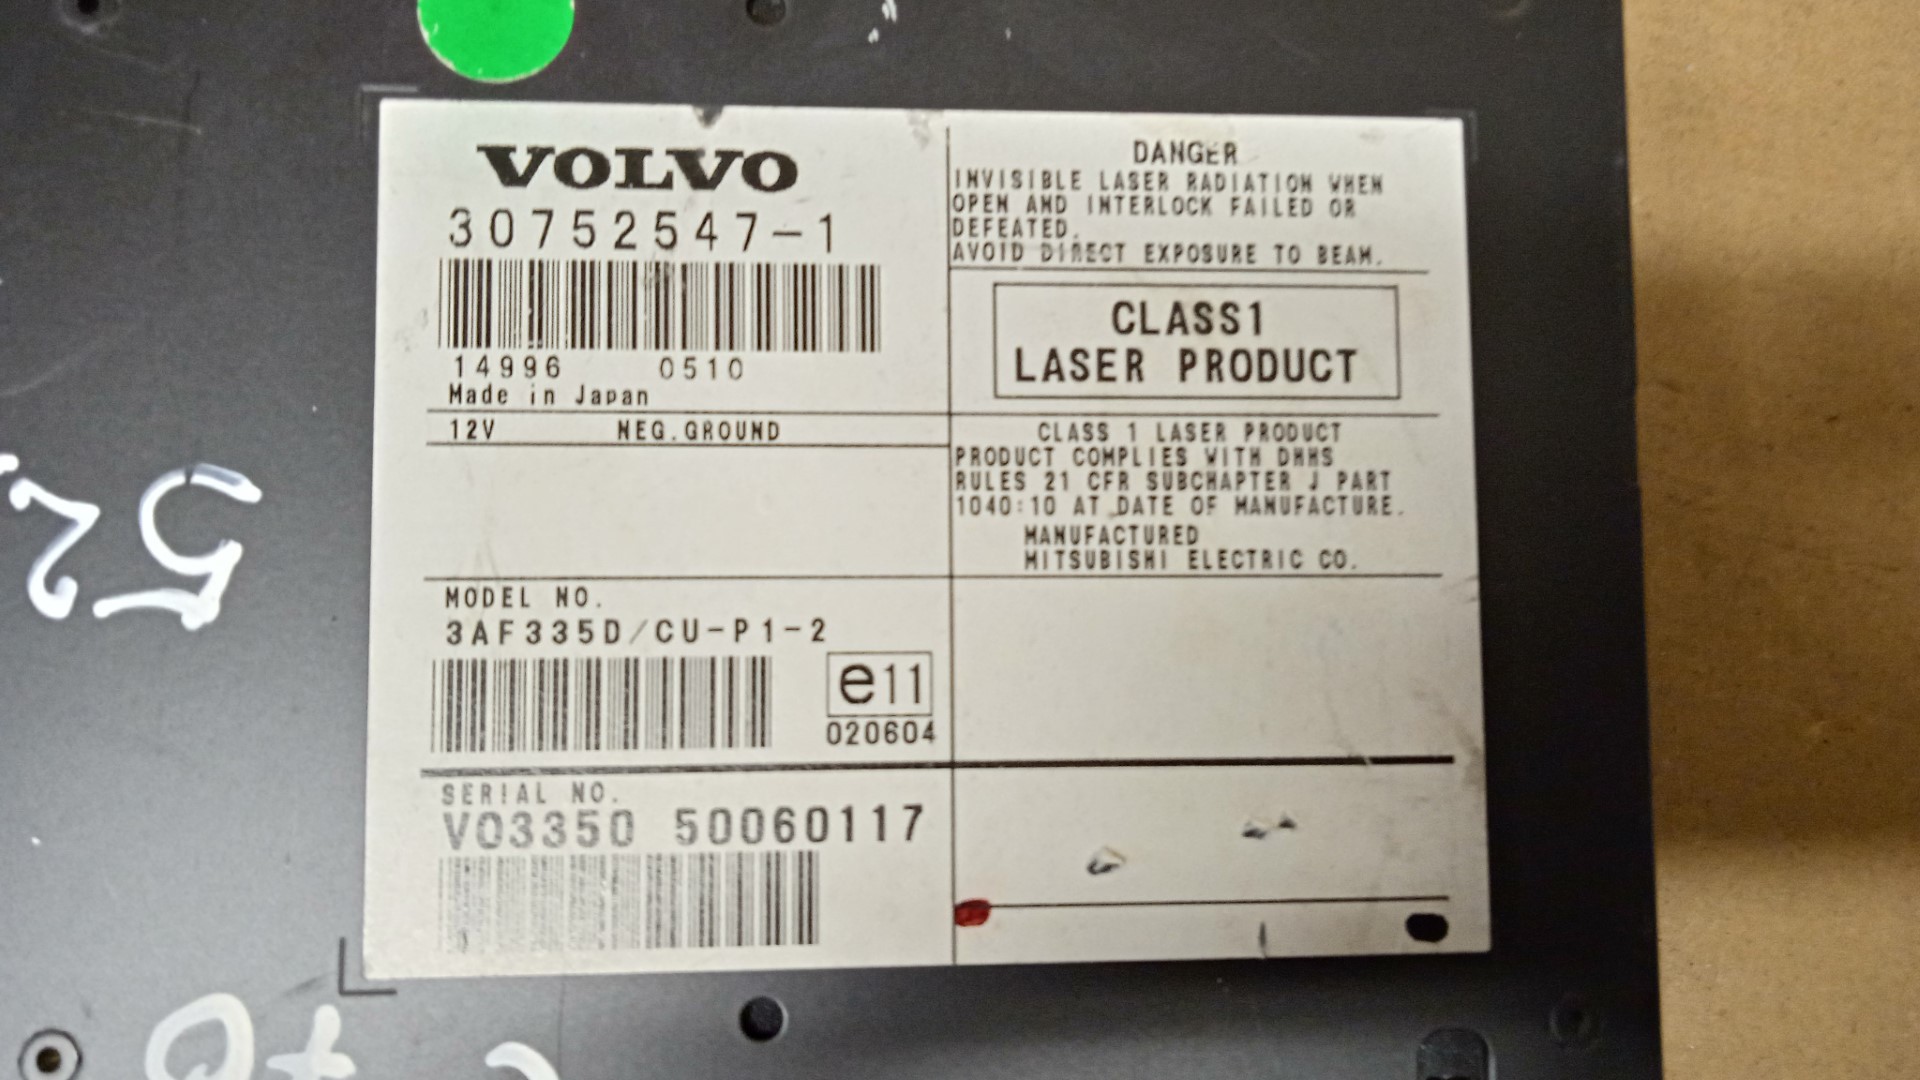 VOLVO
30752547-1
14996 0510
Made in Japan
12V NEG.GROUND
MODEL NO.
3AF335D/CU-P1-2
e11
020604
SERIAL NO.
VO3350 50060117
DANGER
INVISIBLE LASER RADIATION WHEN
OPEN AND INTERLOCK FAILED OR
DEFEATED.
AVOID DIRECT EXPOSURE TO BEAM.
CLASS1
LASER PRODUCT
CLASS 1 LASER PRODUCT
PRODUCT COMPLIES WITH DHHS
RULES 21 CFR SUBCHAPTER J PART
1040:10 AT DATE OF MANUFACTURE.
MANUFACTURED
MITSUBISHI ELECTRIC CO.
52